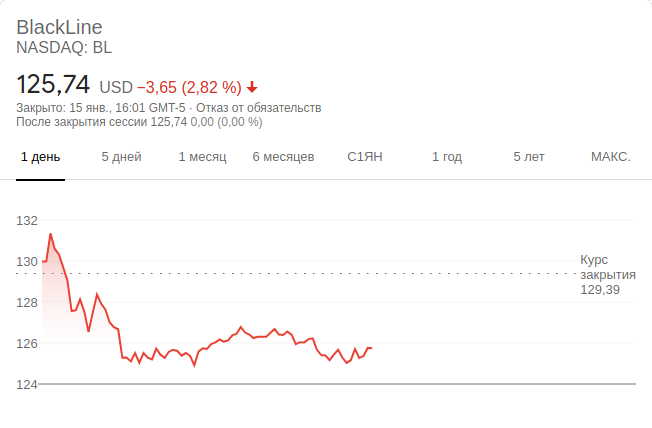 BlackLine
NASDAQ: BL
125,74 USD −3,65 (2,82 %)
Закрыто: 15 янв., 16:01 GMT-5 · Отказ от обязательств
После закрытия сессии 125,74 0,00 (0,00 %)
1 день 5 дней 1 месяц 6 месяцев С1ЯН 1 год 5 лет МАКС.
132
130
128
126
124
Курс
закрытия
129,39